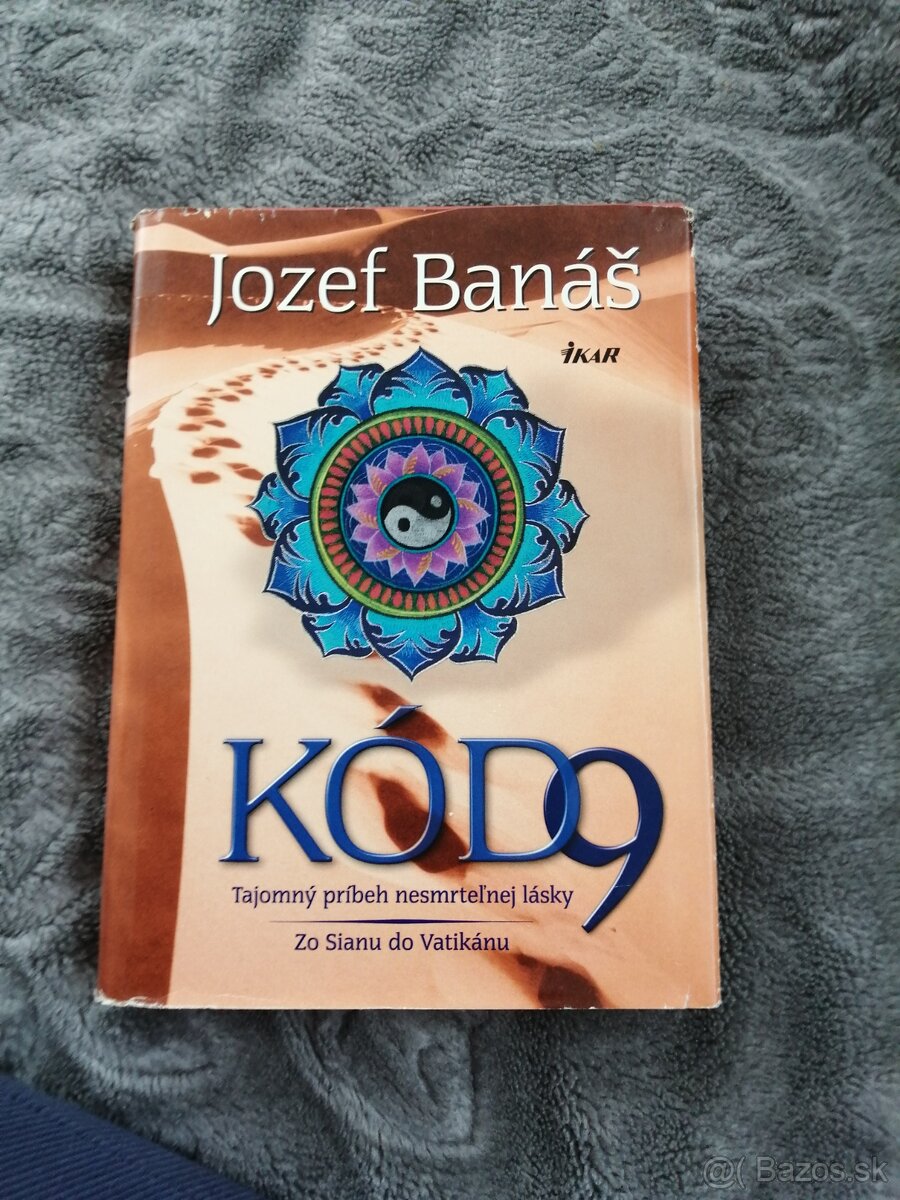 Jozef Banáš
IKAR
KÓD9
Tajomný príbeh nesmrteľnej lásky
Zo Sianu do Vatikánu
@( Bazos.sk